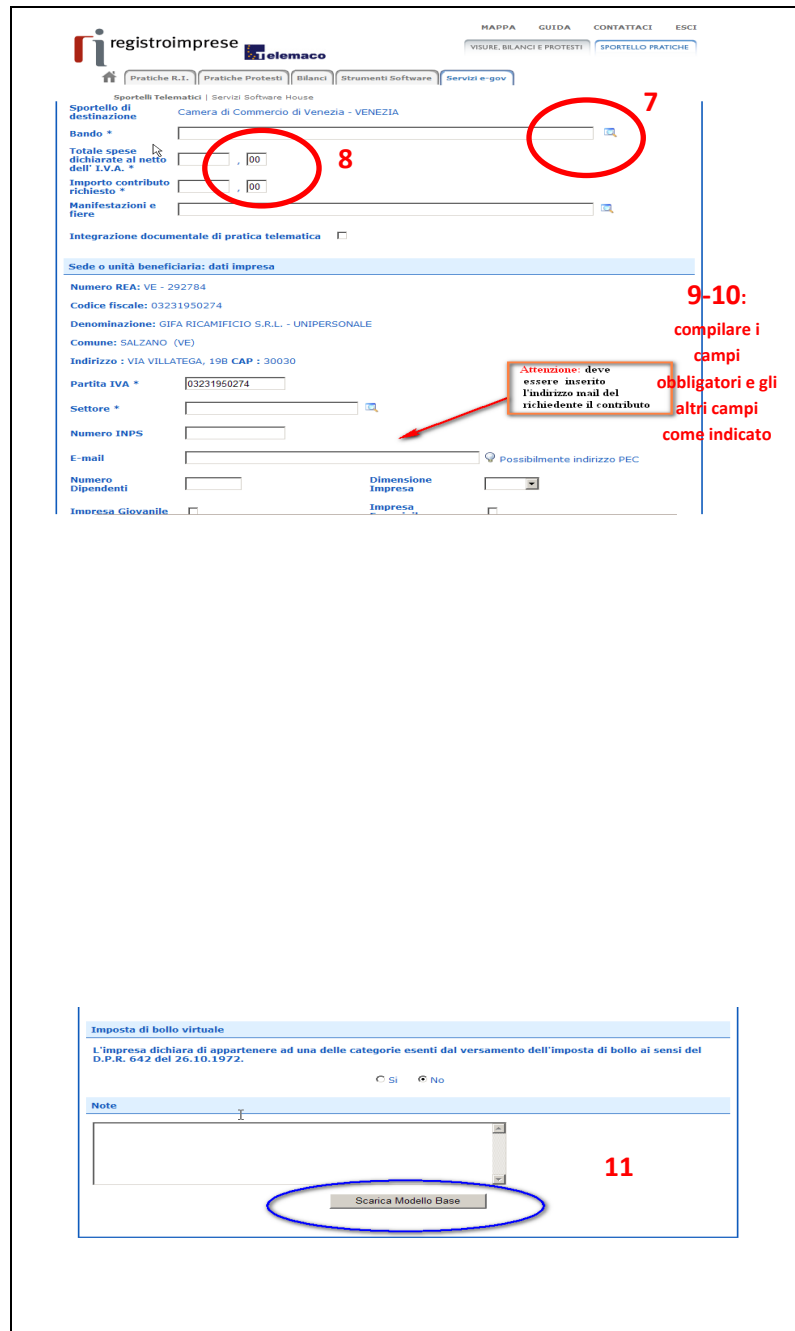 MAPPA GUIDA CONTATTACI ESCI
registroimprese Telemaco
VISURE, BILANCI E PROTESTI SPORTELLO PRATICHE
Pratiche R.I. Pratiche Protesti Bilanci Strumenti Software Servizi e-gov
Sportelli Telematici | Servizi Software House
7
Sportello di
destinazione Camera di Commercio di Venezia - VENEZIA
Bando *
Totale spese
dichiarate al netto , 00
dell' I.V.A. *
8
Importo contributo
richiesto * , 00
Manifestazioni e
fiere
Integrazione documentale di pratica telematica
Sede o unità beneficiaria: dati impresa
Numero REA: VE - 292784
Codice fiscale: 03231950274
Denominazione: GIFA RICAMIFICIO S.R.L. - UNIPERSONALE
Comune: SALZANO (VE)
Indirizzo : VIA VILLATEGA, 19B CAP : 30030
Partita IVA * 03231950274
Settore *
Numero INPS
E-mail Possibilmente indirizzo PEC
Numero
Dipendenti
Dimensione
Impresa
Impresa Giovanile
Impresa
Attenzione: deve
essere inserito
l'indirizzo mail del
richiedente il contributo
9-10:
compilare i
campi
obbligatori e gli
altri campi
come indicato
Imposta di bollo virtuale
L'impresa dichiara di appartenere ad una delle categorie esenti dal versamento dell'imposta di bollo ai sensi del
D.P.R. 642 del 26.10.1972.
Si No
Note
11
Scarica Modello Base